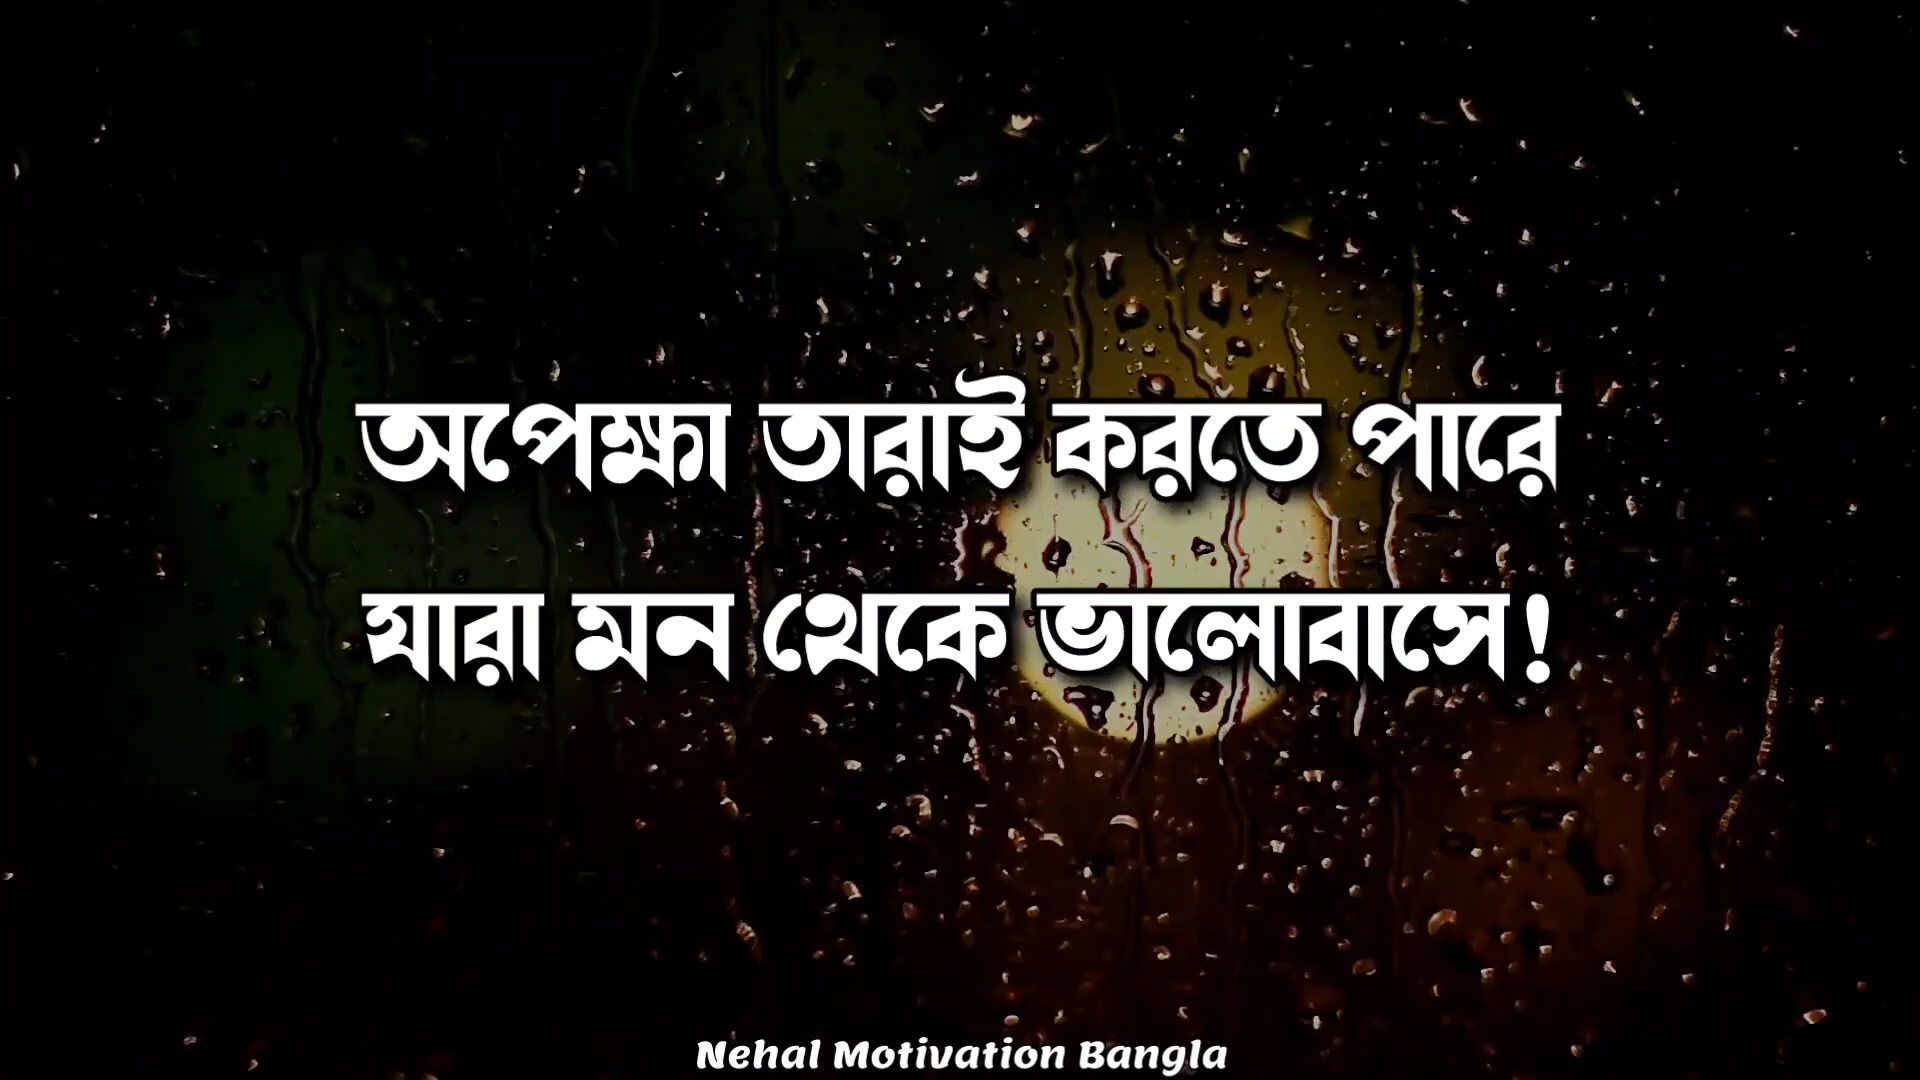 অপেক্ষা তারাই করতে পারে
যারা মন থেকে ভালোবাসে!
Nehal Motivation Bangla